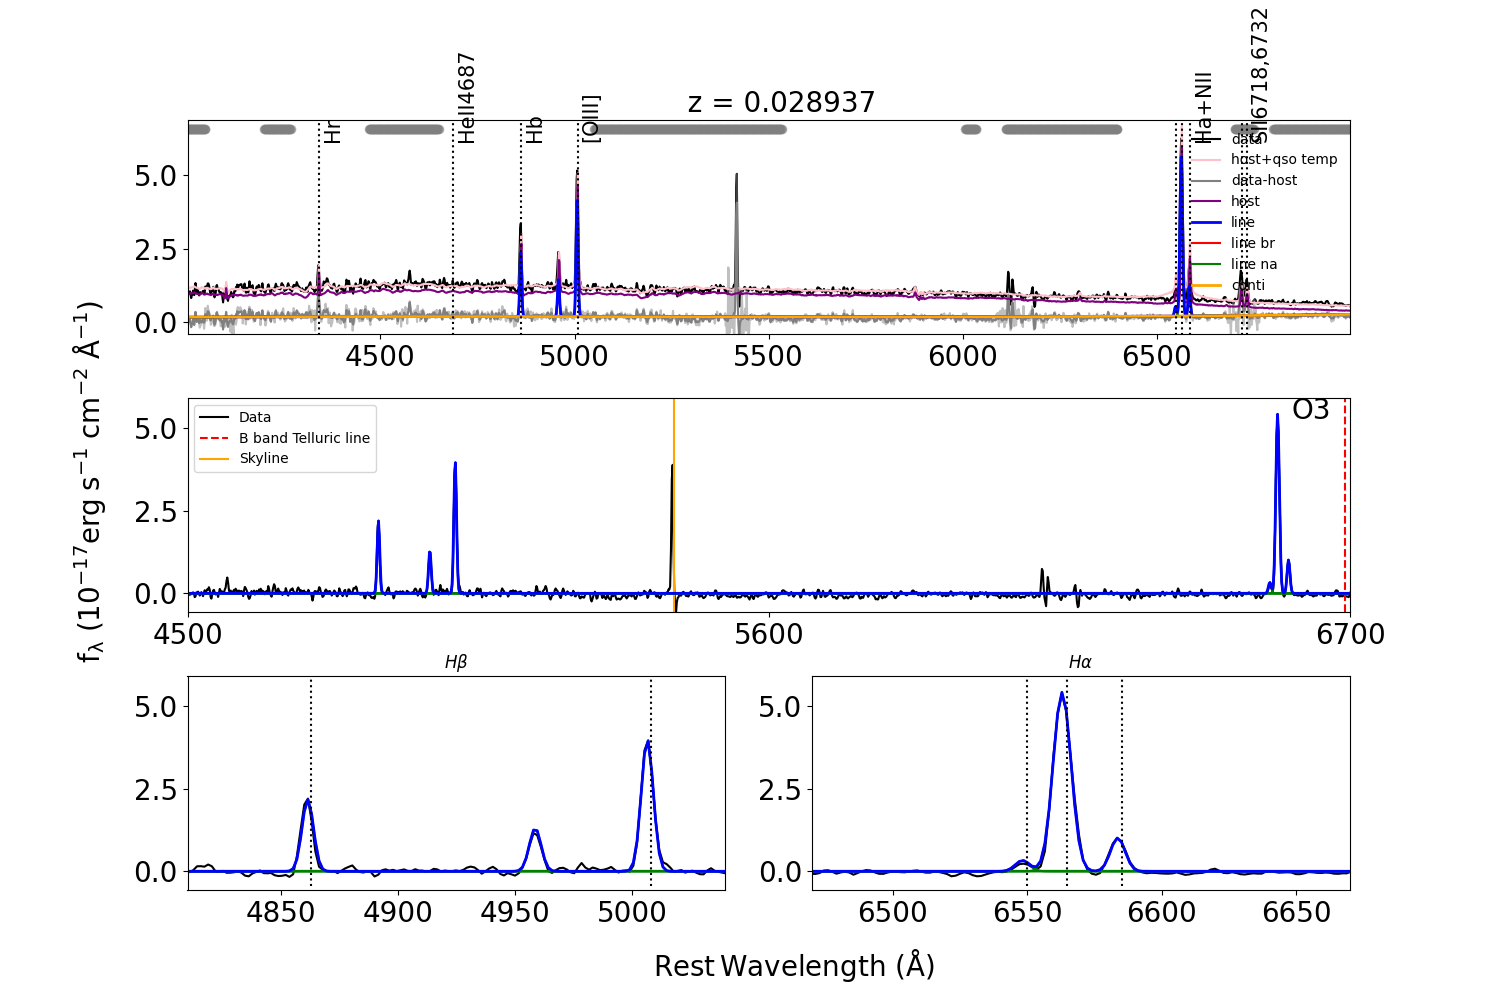 z = 0.028937
Hr
HeII4687
Hb
[OIII]
Ha+NII
SII6718,6732
data
host+qso temp
data-host
host
line
line br
line na
conti
5.0
2.5
0.0
4500 5000 5500 6000 6500
Data
B band Telluric line
Skyline
O3
5.0
2.5
0.0
4500 5600 6700
fλ (10⁻¹⁷erg s⁻¹ cm⁻² Å⁻¹)
Hβ
5.0
2.5
0.0
4850 4900 4950 5000
Hα
5.0
2.5
0.0
6500 6550 6600 6650
Rest Wavelength (Å)